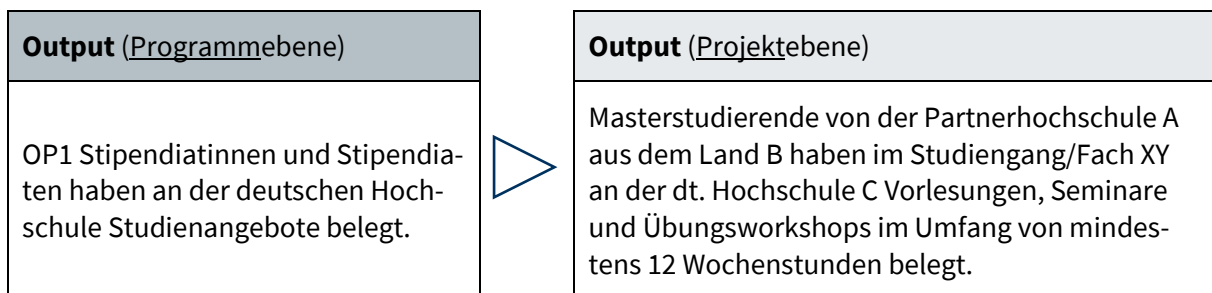 Output (Programmebene)
OP1 Stipendiatinnen und Stipendia-
ten haben an der deutschen Hoch-
schule Studienangebote belegt.
Output (Projektebene)
Masterstudierende von der Partnerhochschule A
aus dem Land B haben im Studiengang/Fach XY
an der dt. Hochschule C Vorlesungen, Seminare
und Übungsworkshops im Umfang von mindes-
tens 12 Wochenstunden belegt.